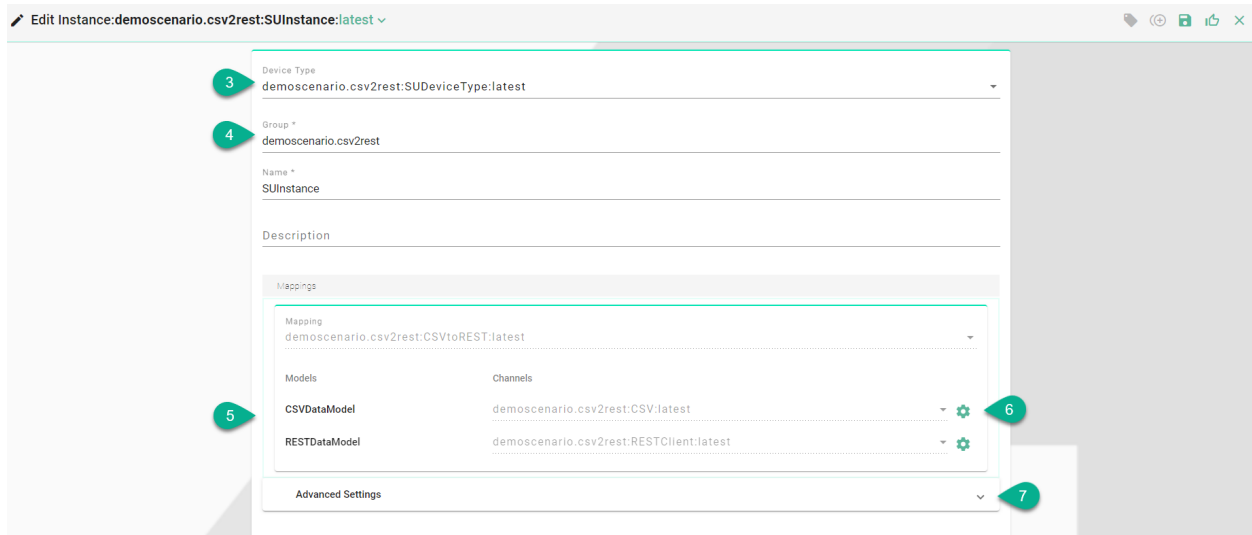 Edit Instance:demoscenario.csv2rest:SUInstance:latest
Device Type
3
demoscenario.csv2rest:SUDeviceType:latest
Group *
4
demoscenario.csv2rest
Name *
SUInstance
Description
Mappings
Mapping
demoscenario.csv2rest:CSVtoREST:latest
Models Channels
5 CSVDataModel demoscenario.csv2rest:CSV:latest 6
RESTDataModel demoscenario.csv2rest:RESTClient:latest
Advanced Settings 7